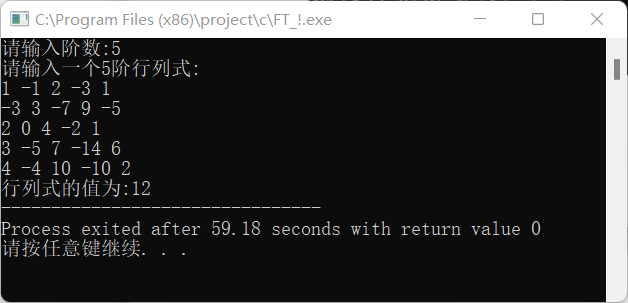 C:\Program Files (x86)\project\c\FT_!.exe
请输入阶数:5
请输入一个5阶行列式:
1 -1 2 -3 1
-3 3 -7 9 -5
2 0 4 -2 1
3 -5 7 -14 6
4 -4 10 -10 2
行列式的值为:12
--------------------------------
Process exited after 59.18 seconds with return value 0
请按任意键继续. . .